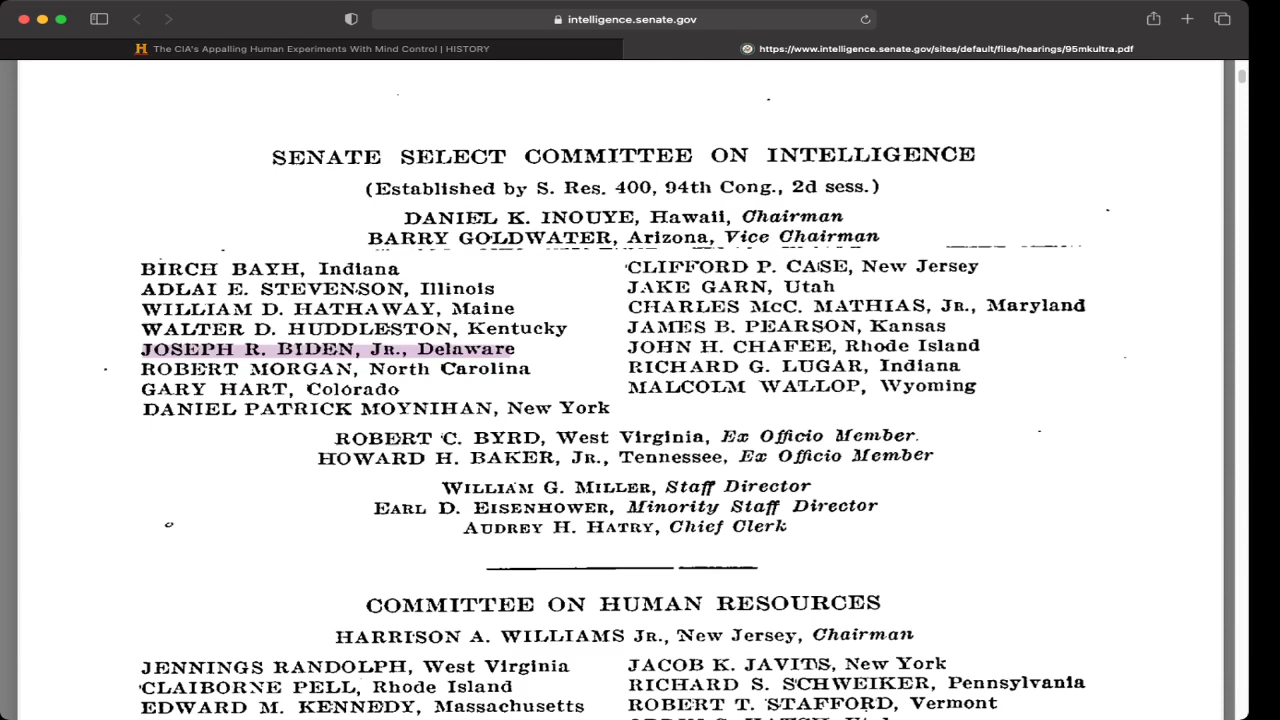 intelligence.senate.gov
The CIA's Appalling Human Experiments With Mind Control | HISTORY
https://www.intelligence.senate.gov/sites/default/files/hearings/95mkultra.pdf
SENATE SELECT COMMITTEE ON INTELLIGENCE
(Established by S. Res. 400, 94th Cong., 2d sess.)
DANIEL K. INOUYE, Hawaii, Chairman
BARRY GOLDWATER, Arizona, Vice Chairman
BIRCH BAYH, Indiana
ADLAI E. STEVENSON, Illinois
WILLIAM D. HATHAWAY, Maine
WALTER D. HUDDLESTON, Kentucky
JOSEPH R. BIDEN, JR., Delaware
ROBERT MORGAN, North Carolina
GARY HART, Colorado
DANIEL PATRICK MOYNIHAN, New York
CLIFFORD P. CASE, New Jersey
JAKE GARN, Utah
CHARLES McC. MATHIAS, JR., Maryland
JAMES B. PEARSON, Kansas
JOHN H. CHAFEE, Rhode Island
RICHARD G. LUGAR, Indiana
MALCOLM WALLOP, Wyoming
ROBERT C. BYRD, West Virginia, Ex Officio Member.
HOWARD H. BAKER, JR., Tennessee, Ex Officio Member
WILLIAM G. MILLER, Staff Director
EARL D. EISENHOWER, Minority Staff Director
AUDREY H. HATRY, Chief Clerk
COMMITTEE ON HUMAN RESOURCES
HARRISON A. WILLIAMS JR., New Jersey, Chairman
JENNINGS RANDOLPH, West Virginia
CLAIBORNE PELL, Rhode Island
EDWARD M. KENNEDY, Massachusetts
JACOB K. JAVITS, New York
RICHARD S. SCHWEIKER, Pennsylvania
ROBERT T. STAFFORD, Vermont